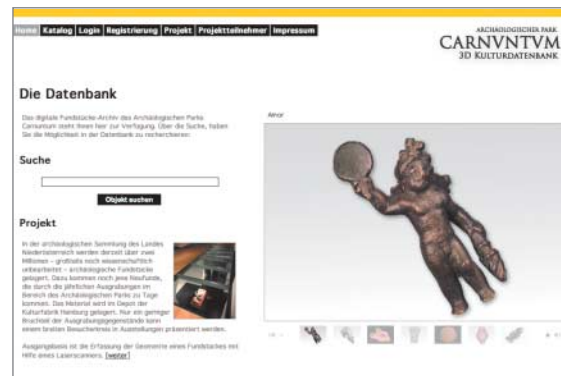 Home Katalog Login Registrierung Projekt Projektteilnehmer Impressum
ARCHÄOLOGISCHER PARK
CARNVNTVM
3D KULTURDATENBANK
Die Datenbank
Das digitale Fundstücke-Archiv des Archäologischen Parks
Carnuntum steht Ihnen hier zur Verfügung. Über die Suche, haben
Sie die Möglichkeit in der Datenbank zu recherchieren:
Amor
Suche
Objekt suchen
Projekt
In der archäologischen Sammlung des Landes
Niederösterreich werden derzeit über zwei
Millionen - großteils noch wissenschaftlich
unbearbeitet - archäologische Fundstücke
gelagert. Dazu kommen noch jene Neufunde,
die durch die jährlichen Ausgrabungen im
Bereich des Archäologischen Parks zu Tage
kommen. Das Material wird im Depot der
Kulturfabrik Hainburg gelagert. Nur ein geringer
Bruchteil der Ausgrabungsgegenstände kann
einem breiten Besucherkreis in Ausstellungen präsentiert werden.
Ausgangsbasis ist die Erfassung der Geometrie eines Fundstückes mit
Hilfe eines Laserscanners. [weiter]